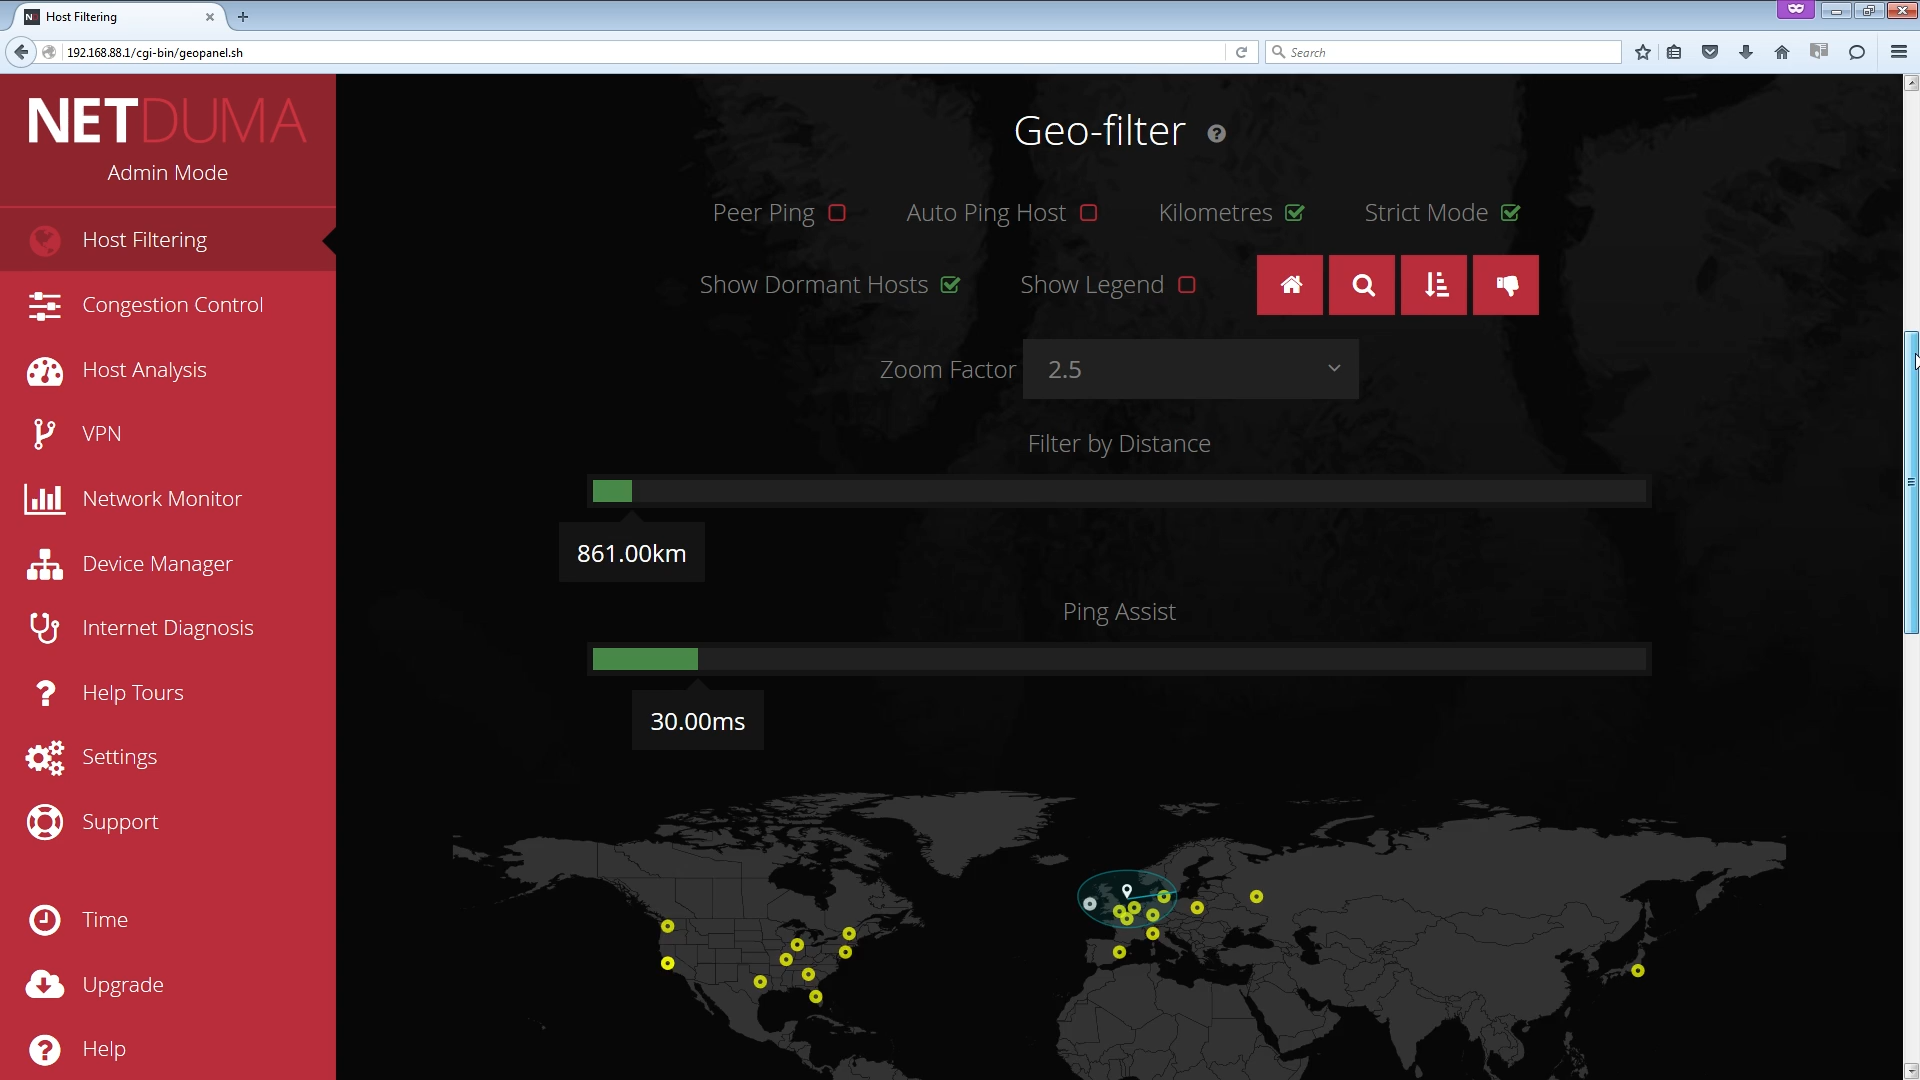 Host Filtering
192.168.88.1/cgi-bin/geopanel.sh
Search
NETDUMA
Admin Mode
Host Filtering
Congestion Control
Host Analysis
VPN
Network Monitor
Device Manager
Internet Diagnosis
Help Tours
Settings
Support
Time
Upgrade
Help
Geo-filter ?
Peer Ping Auto Ping Host Kilometres Strict Mode
Show Dormant Hosts Show Legend
Zoom Factor 2.5
Filter by Distance
861.00km
Ping Assist
30.00ms